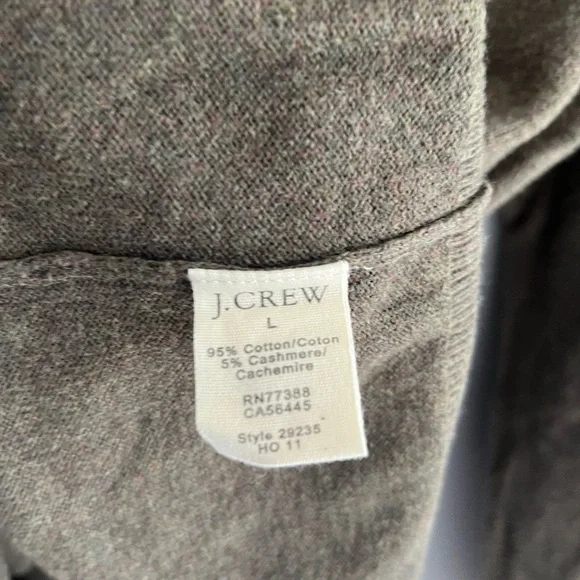 J.CREW
L
95% Cotton/Coton
5% Cashmere/
Cachemire
RN77388
CA56445
Style 29235
HO 11